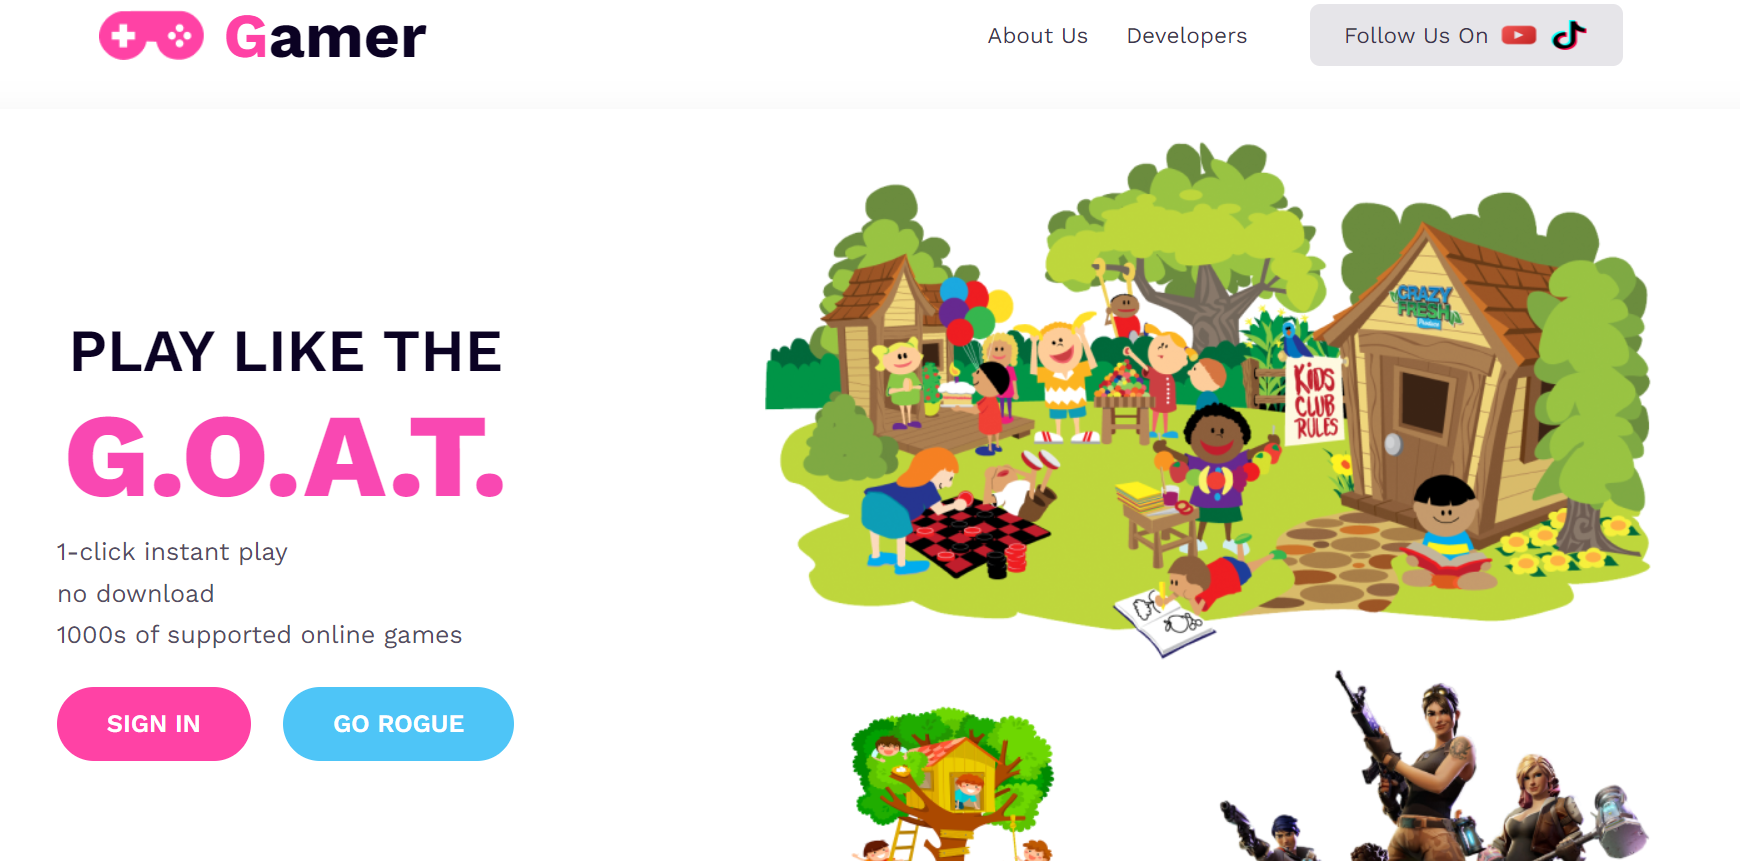 Gamer
About Us
Developers
Follow Us On
PLAY LIKE THE
G.O.A.T.
1-click instant play
no download
1000s of supported online games
SIGN IN
GO ROGUE
CRAZY
FRESH
Produce
KiDS
CLUB
RULES